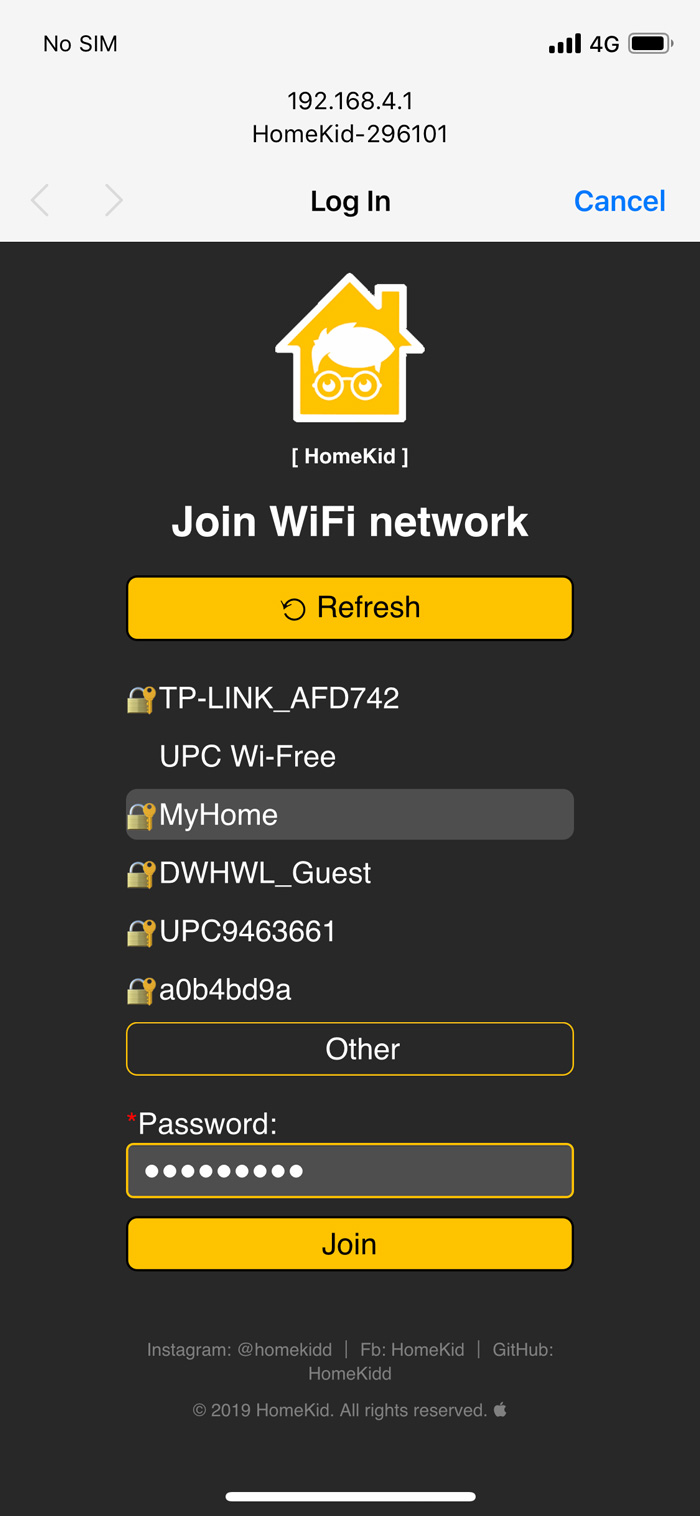 No SIM
4G
192.168.4.1
HomeKid-296101
Log In
Cancel
[ HomeKid ]
Join WiFi network
Refresh
TP-LINK_AFD742
UPC Wi-Free
MyHome
DWHWL_Guest
UPC9463661
a0b4bd9a
Other
*Password:
Join
Instagram: @homekidd | Fb: HomeKid | GitHub:
HomeKidd
© 2019 HomeKid. All rights reserved.